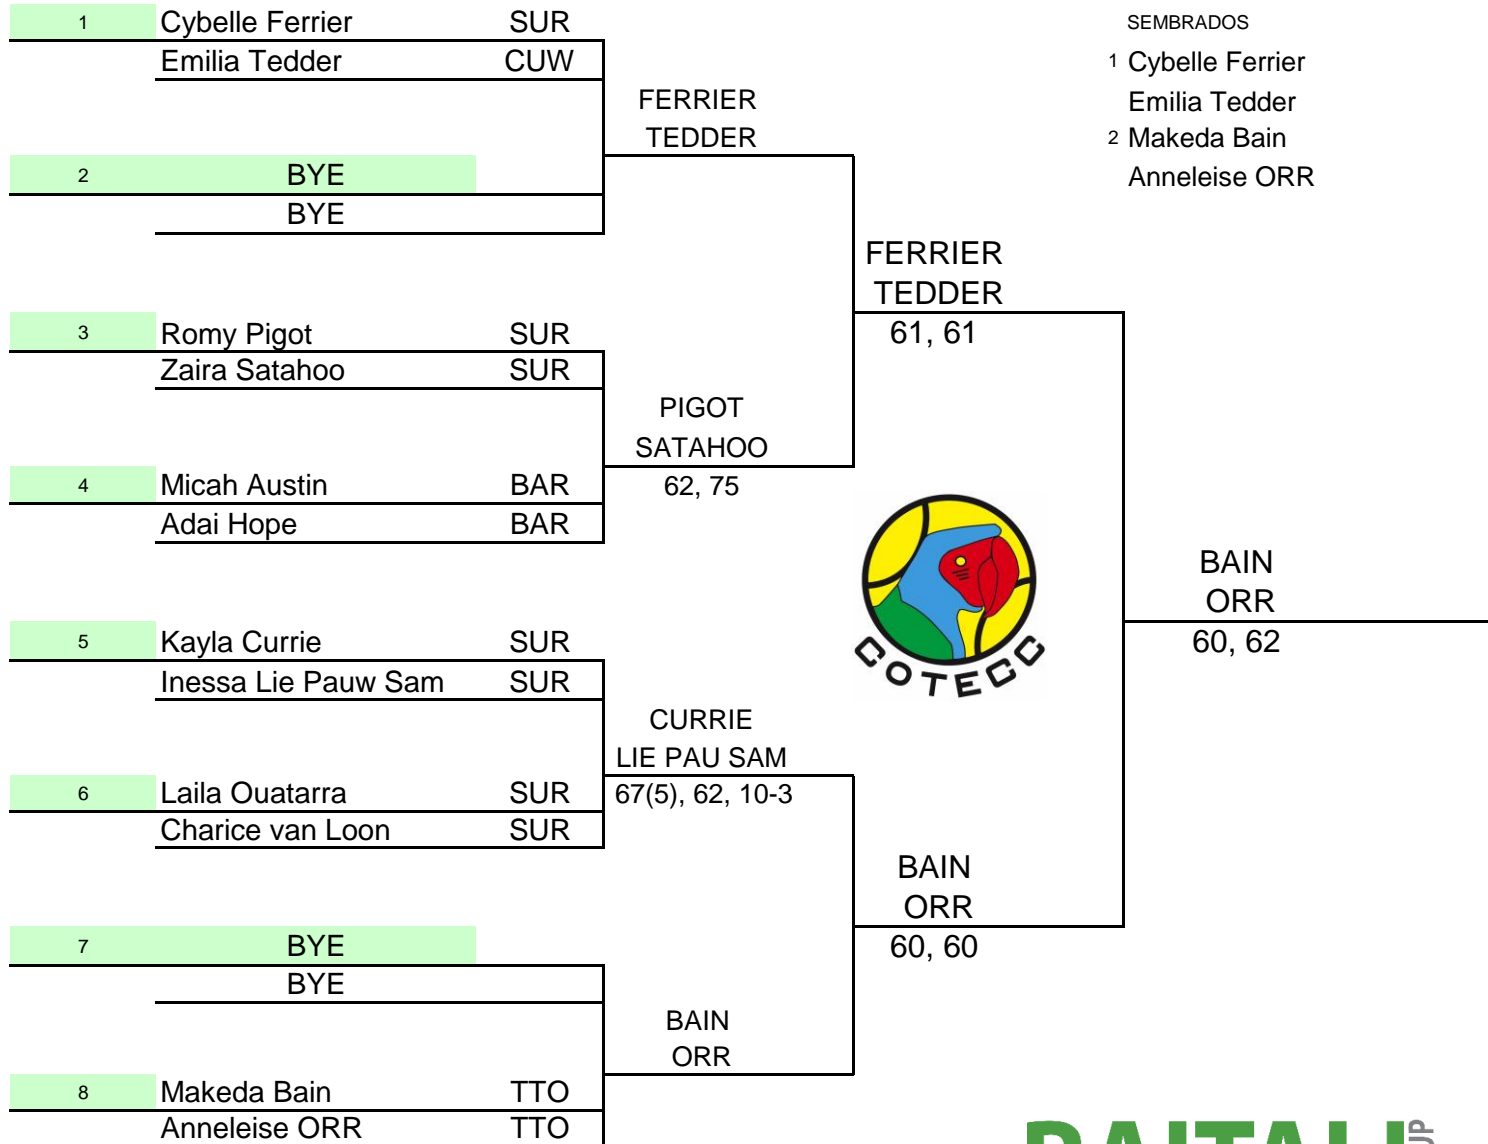 1 Cybelle Ferrier SUR
Emilia Tedder CUW
FERRIER
TEDDER
2 BYE
BYE
FERRIER
TEDDER
61, 61
3 Romy Pigot SUR
Zaira Satahoo SUR
PIGOT
SATAHOO
62, 75
4 Micah Austin BAR
Adai Hope BAR
COTECC
BAIN
ORR
60, 62
5 Kayla Currie SUR
Inessa Lie Pauw Sam SUR
CURRIE
LIE PAU SAM
67(5), 62, 10-3
6 Laila Ouatarra SUR
Charice van Loon SUR
BAIN
ORR
60, 60
7 BYE
BYE
BAIN
ORR
8 Makeda Bain TTO
Anneleise ORR TTO
SEMBRADOS
1 Cybelle Ferrier
Emilia Tedder
2 Makeda Bain
Anneleise ORR